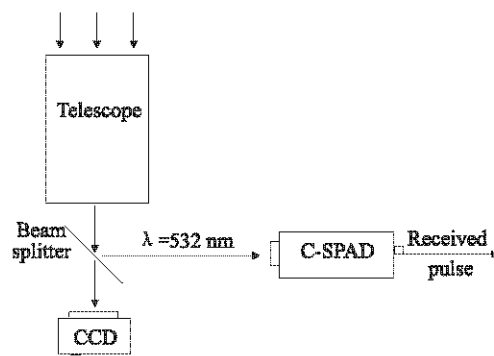 Telescope
Beam
splitter
λ =532 nm
C-SPAD
Received
pulse
CCD